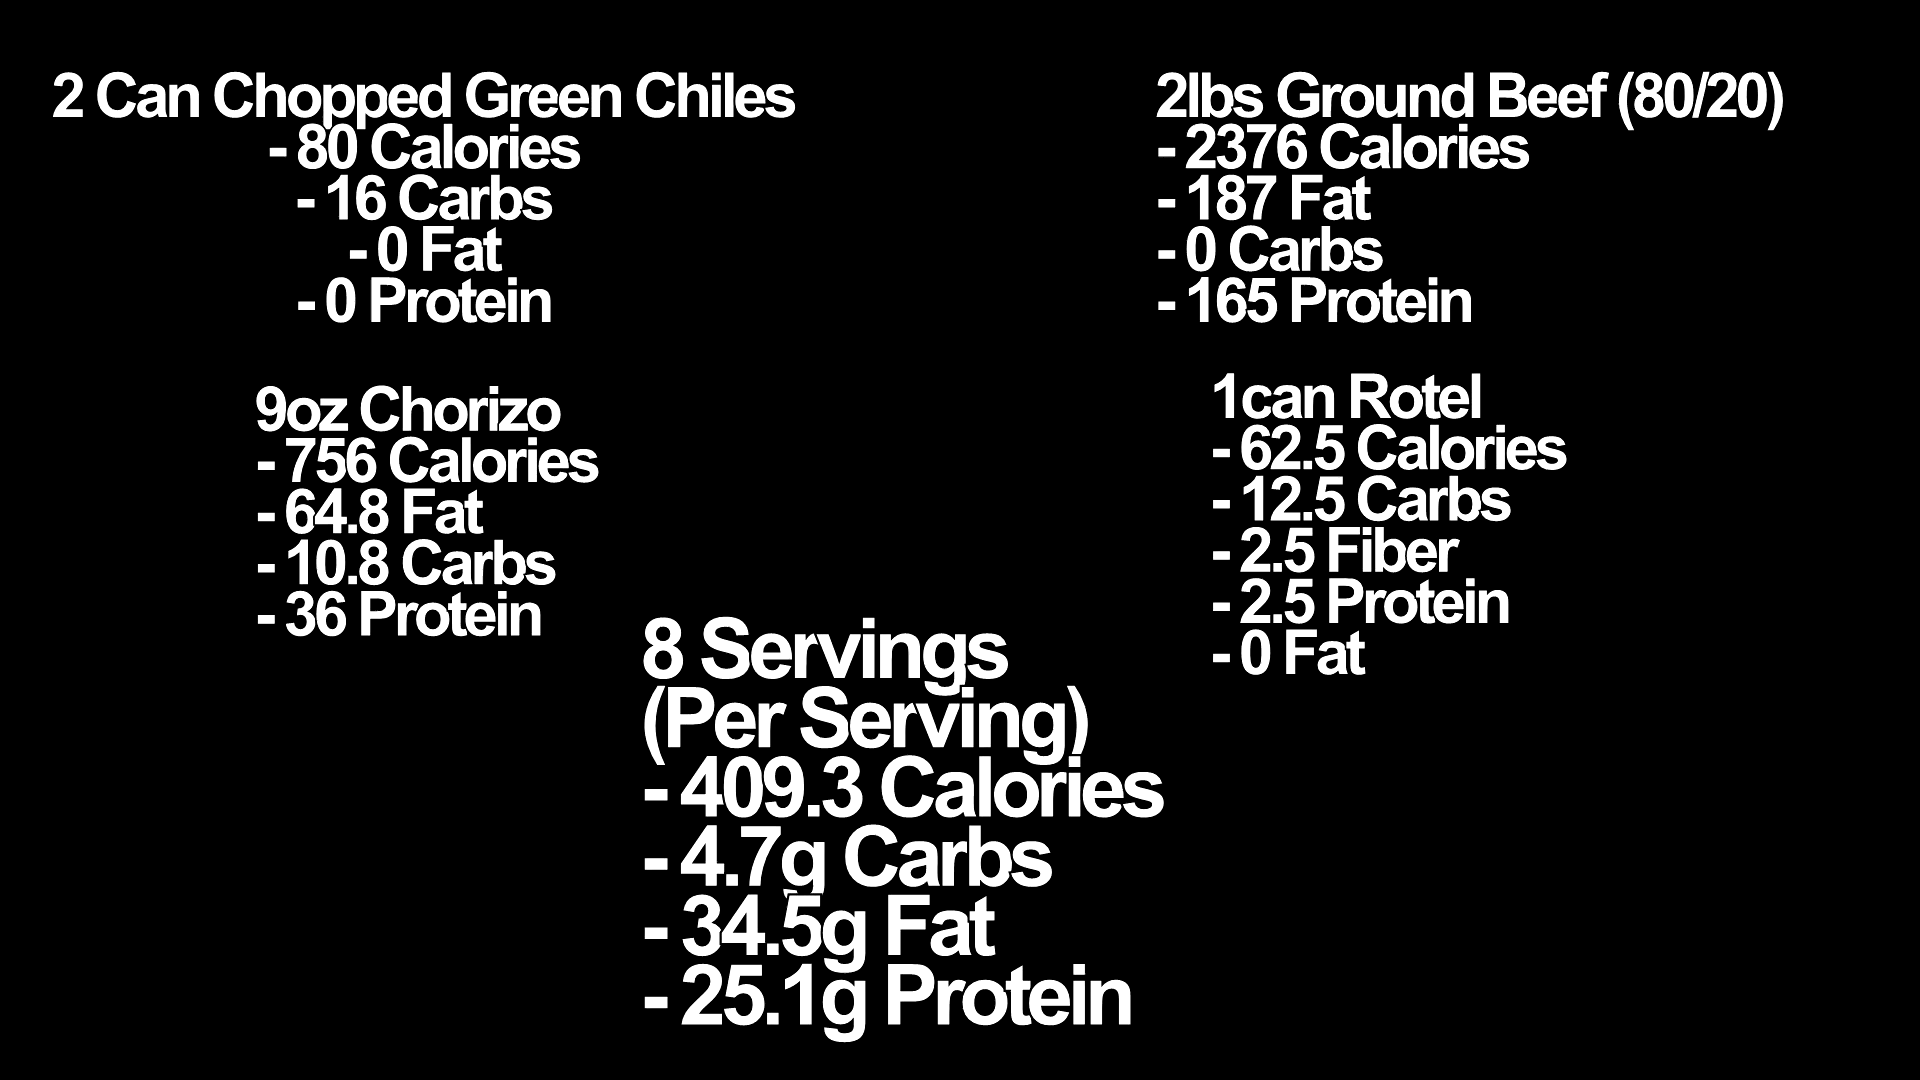 2 Can Chopped Green Chiles
- 80 Calories
- 16 Carbs
- 0 Fat
- 0 Protein
2lbs Ground Beef (80/20)
- 2376 Calories
- 187 Fat
- 0 Carbs
- 165 Protein
9oz Chorizo
- 756 Calories
- 64.8 Fat
- 10.8 Carbs
- 36 Protein
1can Rotel
- 62.5 Calories
- 12.5 Carbs
- 2.5 Fiber
- 2.5 Protein
- 0 Fat
8 Servings
(Per Serving)
- 409.3 Calories
- 4.7g Carbs
- 34.5g Fat
- 25.1g Protein